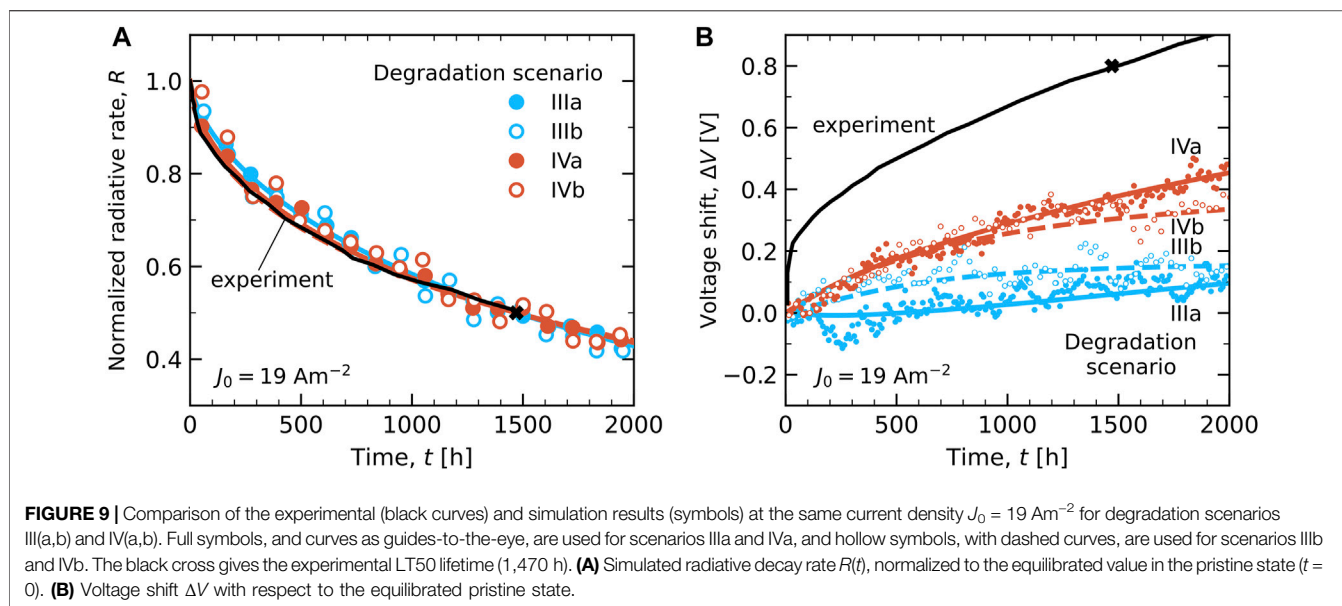 A
Normalized radiative rate, R
1.0
0.8
0.6
0.4
Degradation scenario
IIIa
IIIb
IVa
IVb
experiment
J₀ = 19 Am⁻²
0
500
1000
1500
2000
Time, t [h]
B
Voltage shift, ΔV [V]
0.8
0.6
0.4
0.2
0.0
−0.2
experiment
IVa
IVb
IIIb
IIIa
Degradation
scenario
J₀ = 19 Am⁻²
0
500
1000
1500
2000
Time, t [h]
FIGURE 9 | Comparison of the experimental (black curves) and simulation results (symbols) at the same current density J₀ = 19 Am⁻² for degradation scenarios
III(a,b) and IV(a,b). Full symbols, and curves as guides-to-the-eye, are used for scenarios IIIa and IVa, and hollow symbols, with dashed curves, are used for scenarios IIIb
and IVb. The black cross gives the experimental LT50 lifetime (1,470 h). (A) Simulated radiative decay rate R(t), normalized to the equilibrated value in the pristine state (t =
0). (B) Voltage shift ΔV with respect to the equilibrated pristine state.